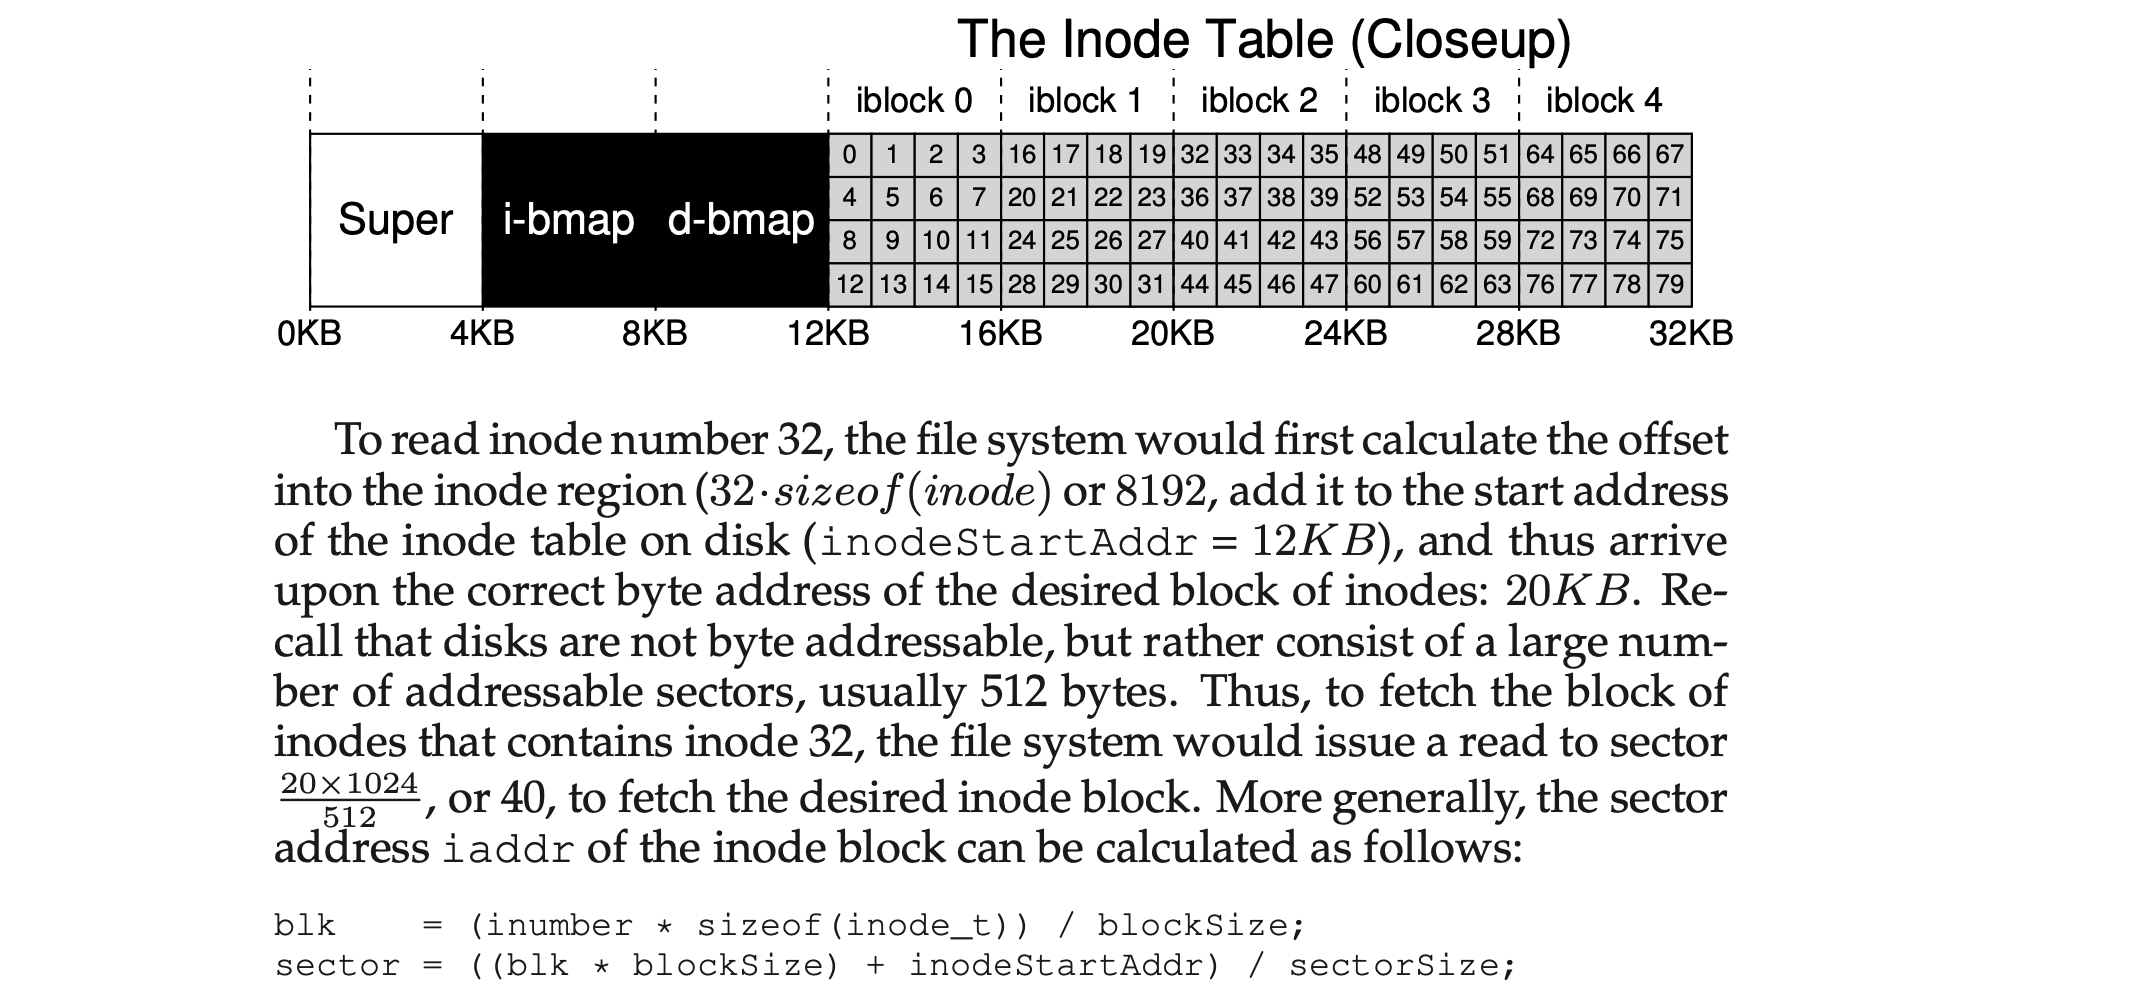 The Inode Table (Closeup)
iblock 0 iblock 1 iblock 2 iblock 3 iblock 4
0 1 2 3 16 17 18 19 32 33 34 35 48 49 50 51 64 65 66 67
Super i-bmap d-bmap 4 5 6 7 20 21 22 23 36 37 38 39 52 53 54 55 68 69 70 71
8 9 10 11 24 25 26 27 40 41 42 43 56 57 58 59 72 73 74 75
12 13 14 15 28 29 30 31 44 45 46 47 60 61 62 63 76 77 78 79
0KB 4KB 8KB 12KB 16KB 20KB 24KB 28KB 32KB
To read inode number 32, the file system would first calculate the offset
into the inode region (32·sizeof(inode) or 8192, add it to the start address
of the inode table on disk (inodeStartAddr = 12KB), and thus arrive
upon the correct byte address of the desired block of inodes: 20KB. Re-
call that disks are not byte addressable, but rather consist of a large num-
ber of addressable sectors, usually 512 bytes. Thus, to fetch the block of
inodes that contains inode 32, the file system would issue a read to sector
20×1024/512, or 40, to fetch the desired inode block. More generally, the sector
address iaddr of the inode block can be calculated as follows:
blk = (inumber * sizeof(inode_t)) / blockSize;
sector = ((blk * blockSize) + inodeStartAddr) / sectorSize;